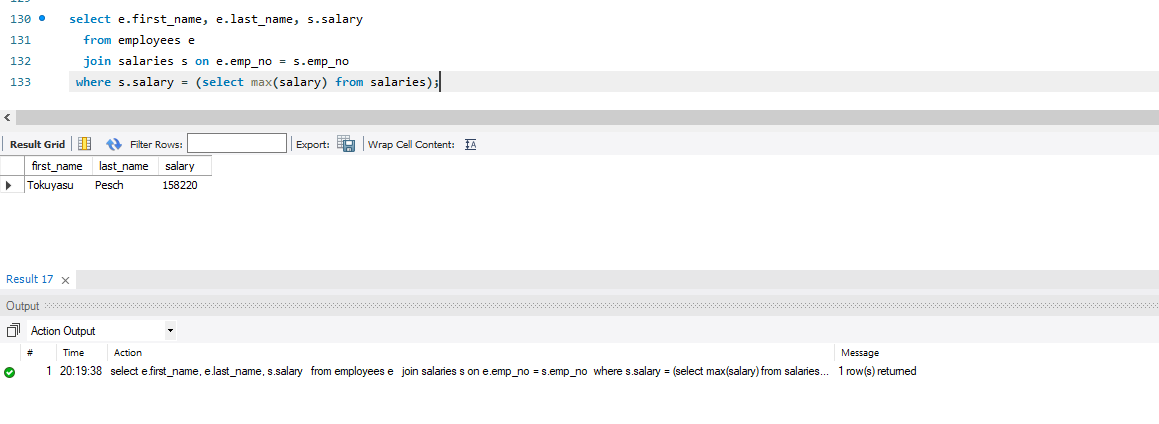 130 select e.first_name, e.last_name, s.salary
131 from employees e
132 join salaries s on e.emp_no = s.emp_no
133 where s.salary = (select max(salary) from salaries);
Result Grid Filter Rows: Export: Wrap Cell Content: IA
first_name last_name salary
Tokuyasu Pesch 158220
Result 17
Output
Action Output
# Time Action Message
1 20:19:38 select e.first_name, e.last_name, s.salary from employees e join salaries s on e.emp_no = s.emp_no where s.salary = (select max(salary) from salaries... 1 row(s) returned